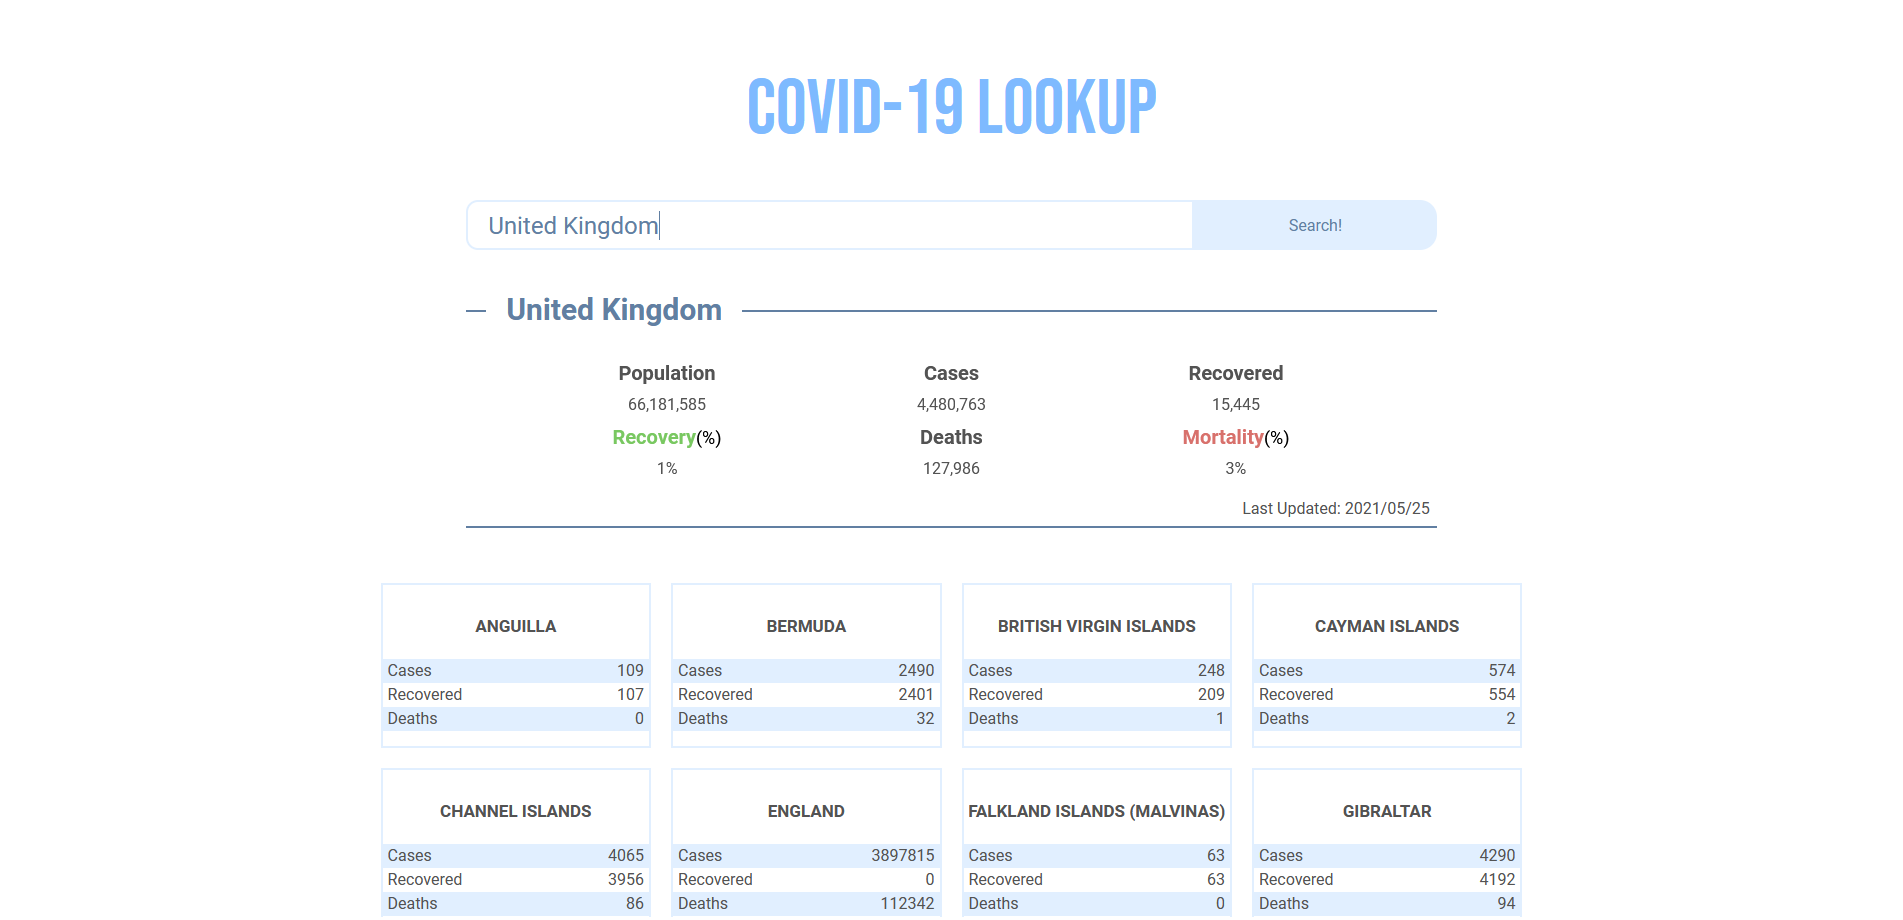 COVID-19 LOOKUP
United Kingdom
Search!
United Kingdom
Population Cases Recovered
66,181,585 4,480,763 15,445
Recovery(%) Deaths Mortality(%)
1% 127,986 3%
Last Updated: 2021/05/25
ANGUILLA BERMUDA BRITISH VIRGIN ISLANDS CAYMAN ISLANDS
Cases 109 Cases 2490 Cases 248 Cases 574
Recovered 107 Recovered 2401 Recovered 209 Recovered 554
Deaths 0 Deaths 32 Deaths 1 Deaths 2
CHANNEL ISLANDS ENGLAND FALKLAND ISLANDS (MALVINAS) GIBRALTAR
Cases 4065 Cases 3897815 Cases 63 Cases 4290
Recovered 3956 Recovered 0 Recovered 63 Recovered 4192
Deaths 86 Deaths 112342 Deaths 0 Deaths 94